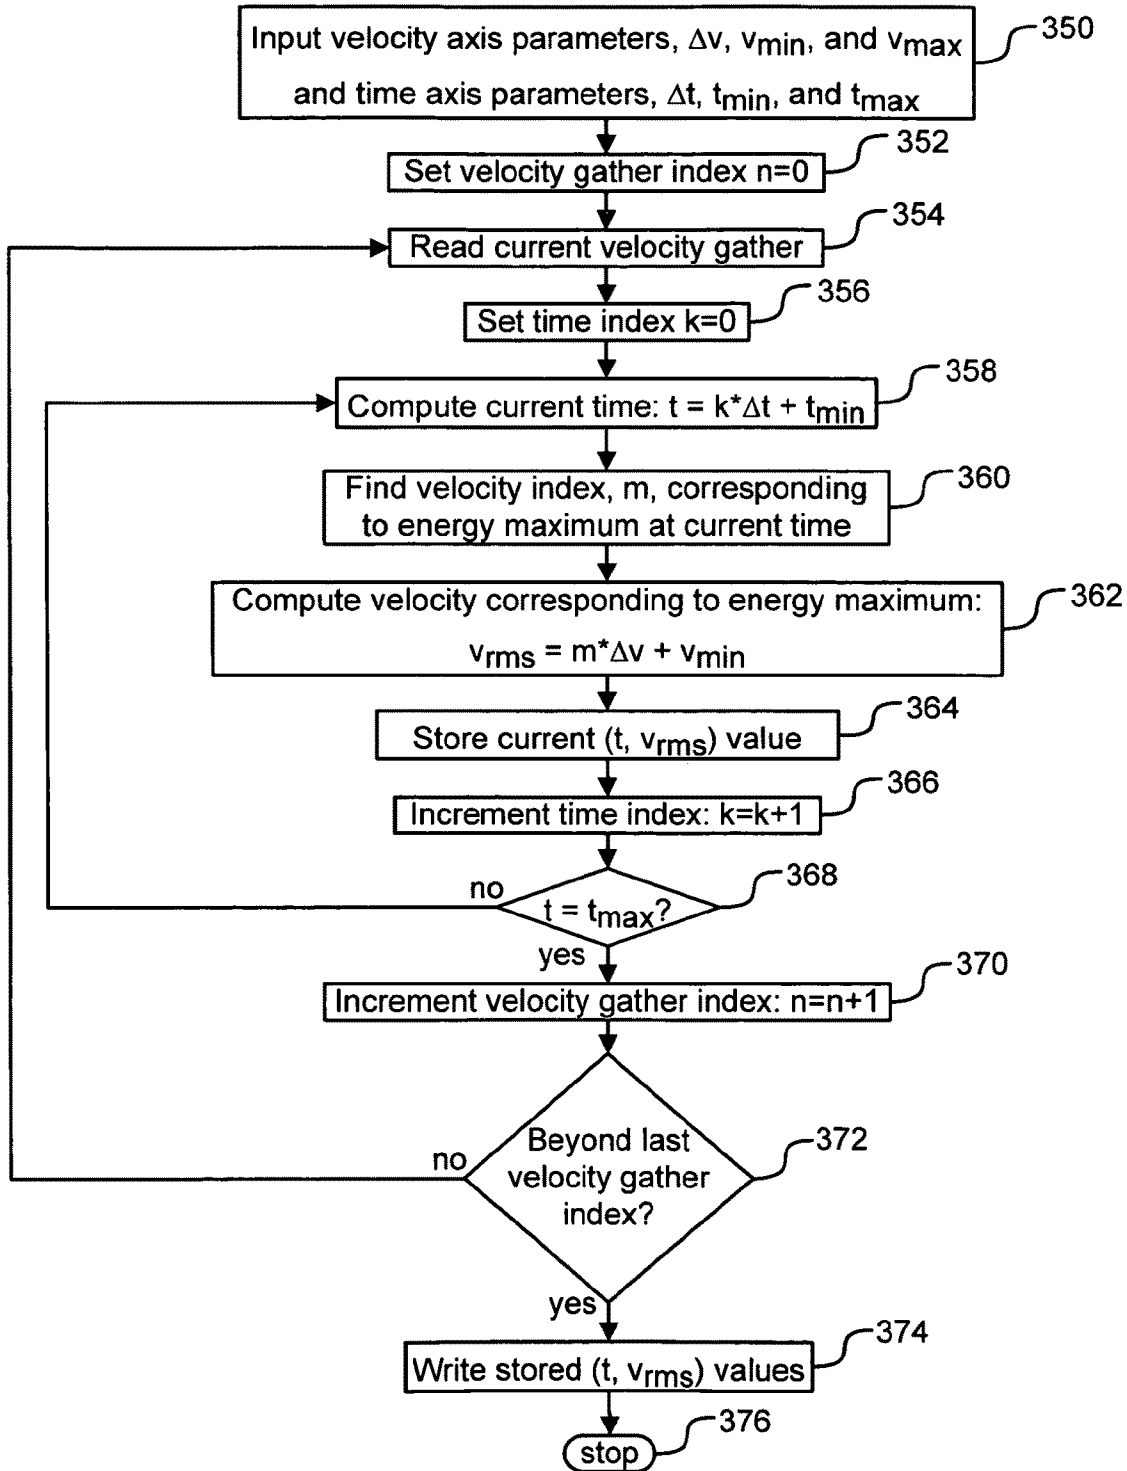 Input velocity axis parameters, Δv, vmin, and vmax
and time axis parameters, Δt, tmin, and tmax
350
Set velocity gather index n=0
352
Read current velocity gather
354
Set time index k=0
356
Compute current time: t = k*Δt + tmin
358
Find velocity index, m, corresponding
to energy maximum at current time
360
Compute velocity corresponding to energy maximum:
vrms = m*Δv + vmin
362
Store current (t, vrms) value
364
Increment time index: k=k+1
366
no
t = tmax?
368
yes
Increment velocity gather index: n=n+1
370
no
Beyond last
velocity gather
index?
372
yes
Write stored (t, vrms) values
374
stop
376